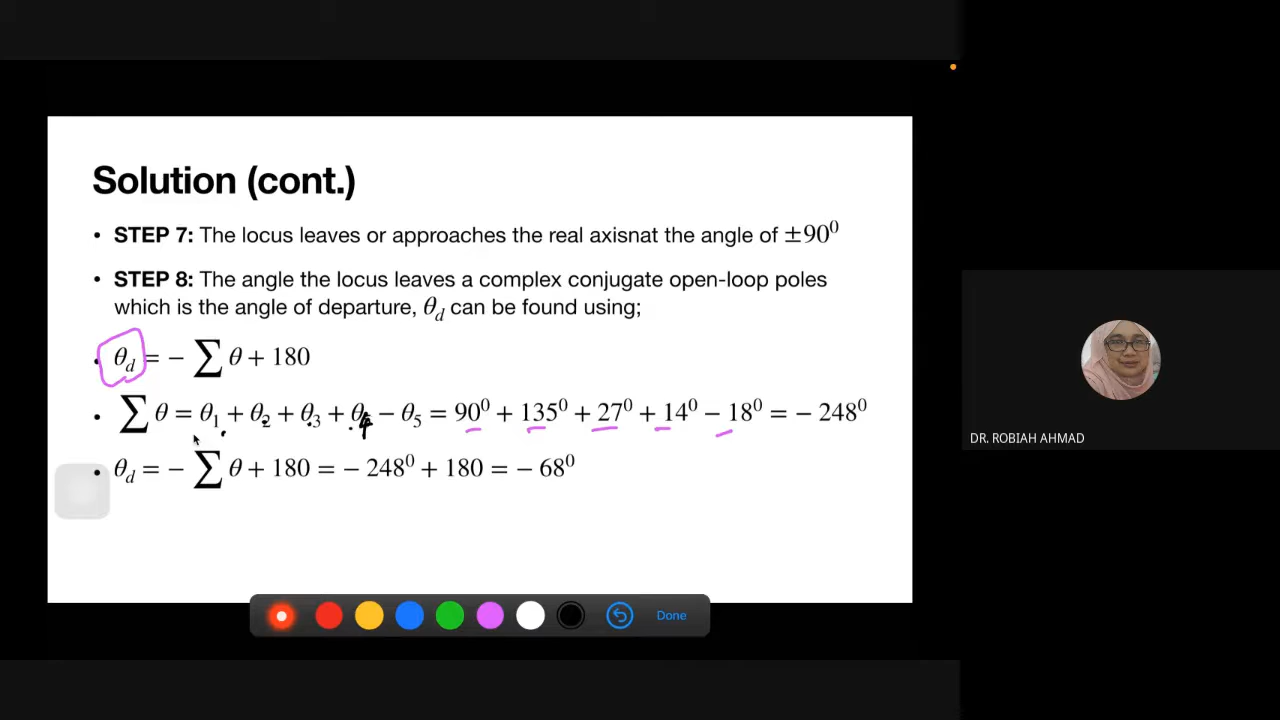 Solution (cont.)
• STEP 7: The locus leaves or approaches the real axisnat the angle of ±90⁰
• STEP 8: The angle the locus leaves a complex conjugate open-loop poles
which is the angle of departure, θ_d can be found using;
• θ_d = − ∑ θ + 180
• ∑ θ = θ₁ + θ₂ + θ₃ + θ₄ − θ₅ = 90⁰ + 135⁰ + 27⁰ + 14⁰ − 18⁰ = − 248⁰
• θ_d = − ∑ θ + 180 = − 248⁰ + 180 = − 68⁰
Done
DR. ROBIAH AHMAD